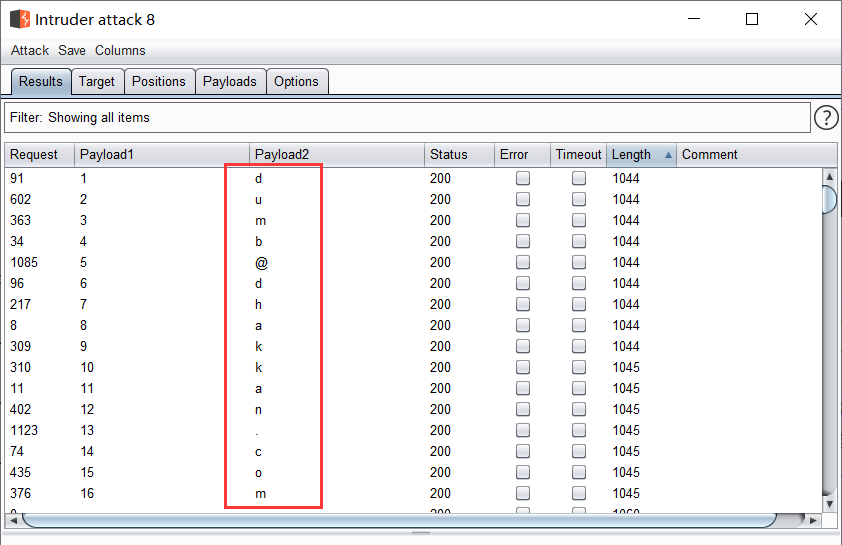 Intruder attack 8
Attack Save Columns
Results Target Positions Payloads Options
Filter: Showing all items ?
Request Payload1 Payload2 Status Error Timeout Length Comment
91 1 d 200 1044
602 2 u 200 1044
363 3 m 200 1044
34 4 b 200 1044
1085 5 @ 200 1044
96 6 d 200 1044
217 7 h 200 1044
8 8 a 200 1044
309 9 k 200 1044
310 10 k 200 1045
11 11 a 200 1045
402 12 n 200 1045
1123 13 . 200 1045
74 14 c 200 1045
435 15 o 200 1045
376 16 m 200 1045